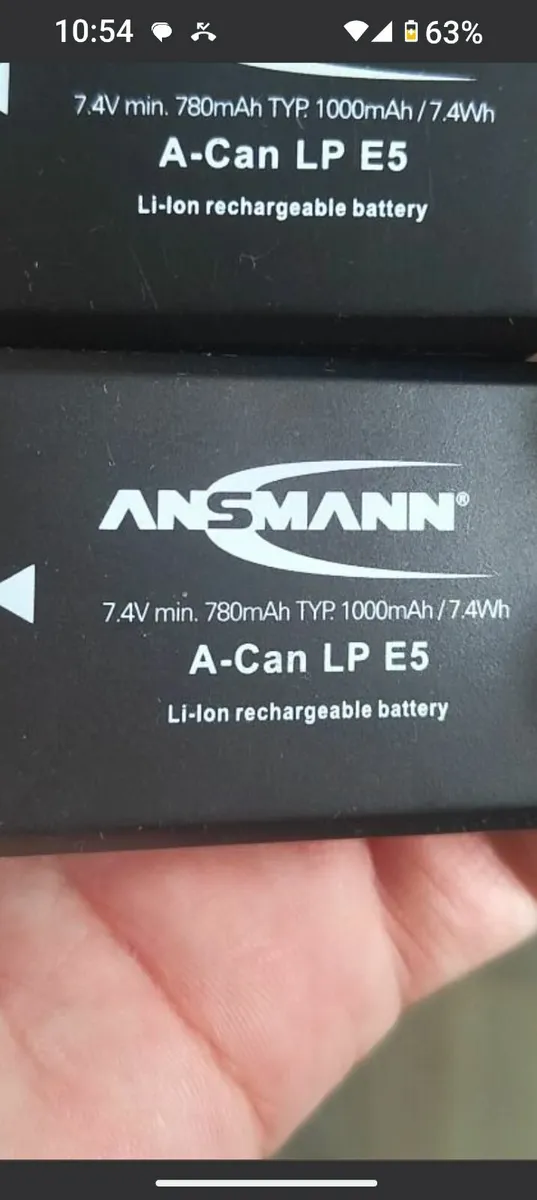 10:54 63%
7.4V min. 780mAh TYP. 1000mAh/7.4Wh
A-Can LP E5
Li-Ion rechargeable battery
ANSMANN®
7.4V min. 780mAh TYP. 1000mAh/7.4Wh
A-Can LP E5
Li-Ion rechargeable battery